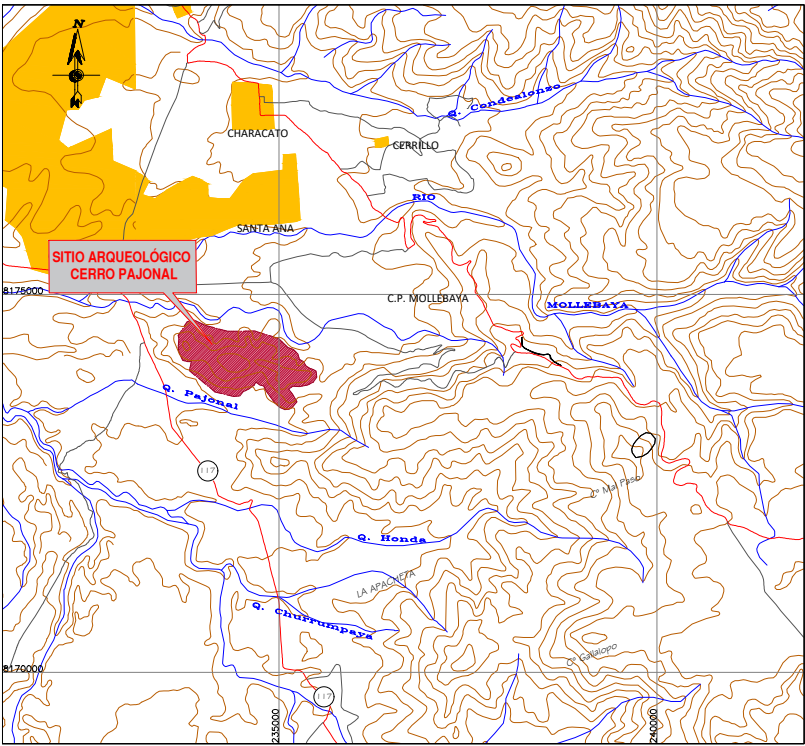 N
Q. Condealonzo
CHARACATO
CERRILLO
RIO
SANTA ANA
SITIO ARQUEOLÓGICO
CERRO PAJONAL
8175000
C.P. MOLLEBAYA
MOLLEBAYA
Q. Pajonal
117
Cº Mal Paso
Q. Honda
LA APACHETA
Q. Churrumpaya
Cº Gallalopo
8170000
117
235000
240000